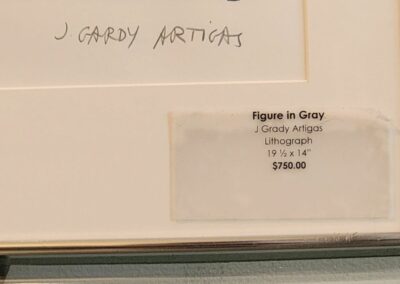 J. GARDY ARTIGAS
Figure in Gray
J Grady Artigas
Lithograph
19 ½ x 14"
$750.00